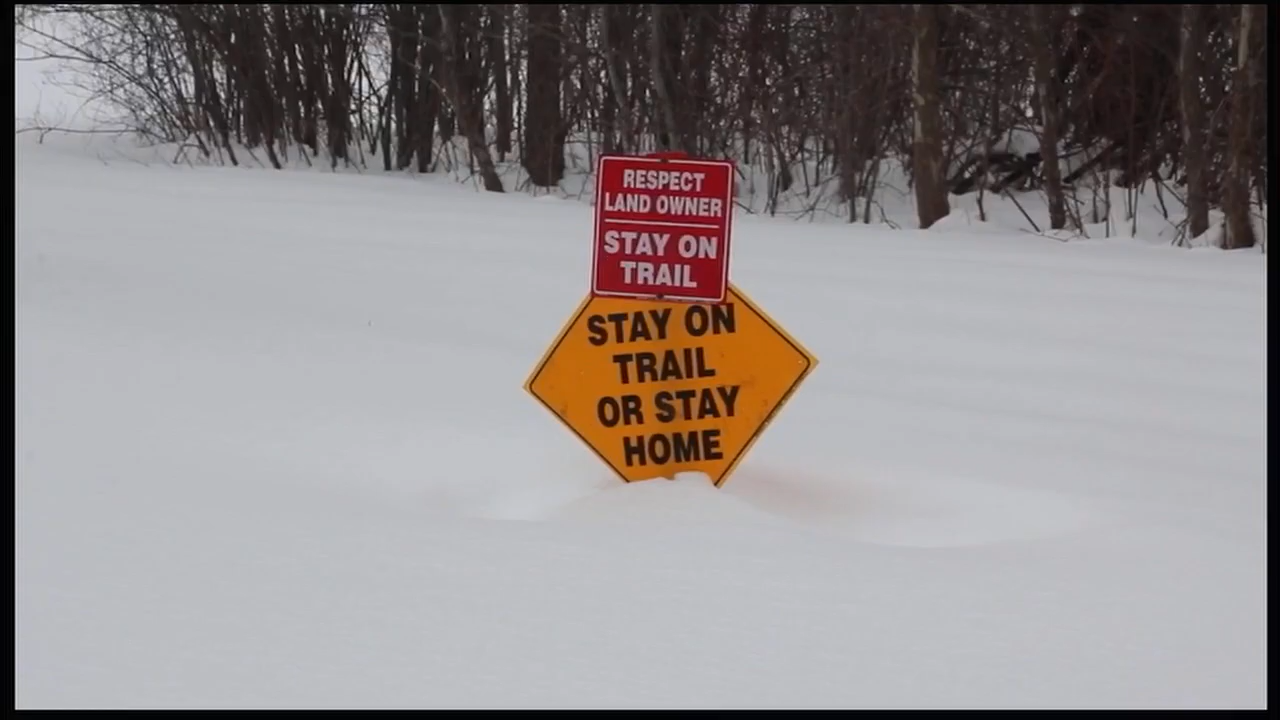 RESPECT
LAND OWNER
STAY ON
TRAIL
STAY ON
TRAIL
OR STAY
HOME